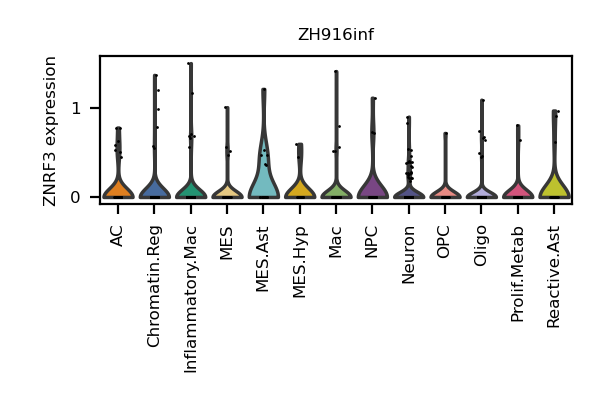 ZH916inf
ZNRF3 expression
1
0
AC
Chromatin.Reg
Inflammatory.Mac
MES
MES.Ast
MES.Hyp
Mac
NPC
Neuron
OPC
Oligo
Prolif.Metab
Reactive.Ast